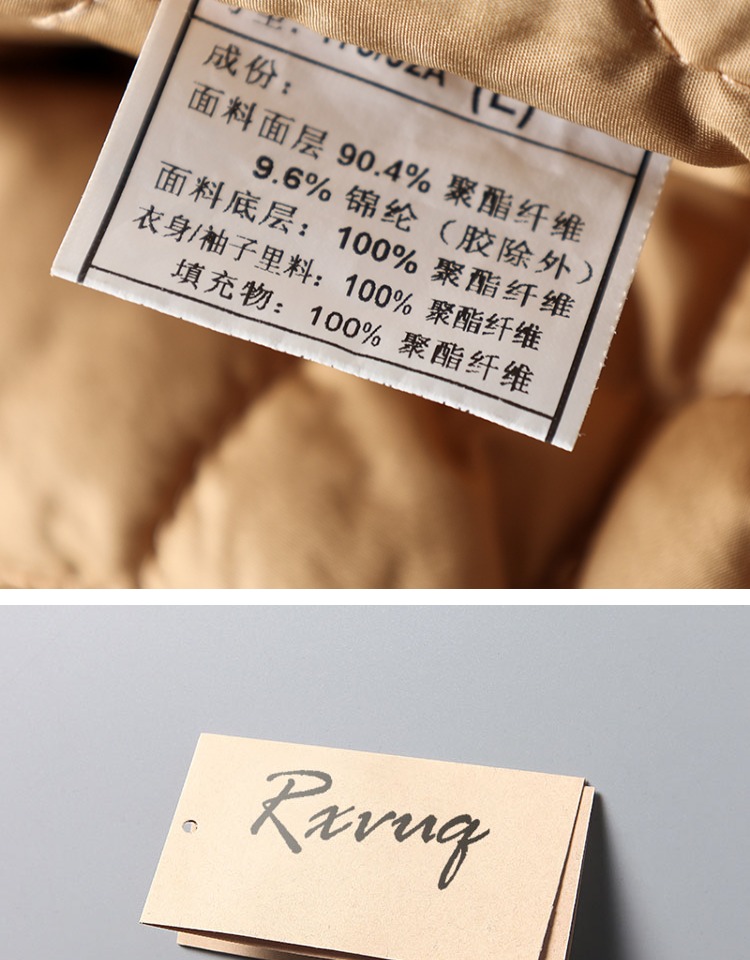 成份：
面料面层 90.4% 聚酯纤维
9.6% 锦纶 （胶除外）
面料底层： 100% 聚酯纤维
衣身/袖子里料： 100% 聚酯纤维
填充物： 100% 聚酯纤维
Rxvuq